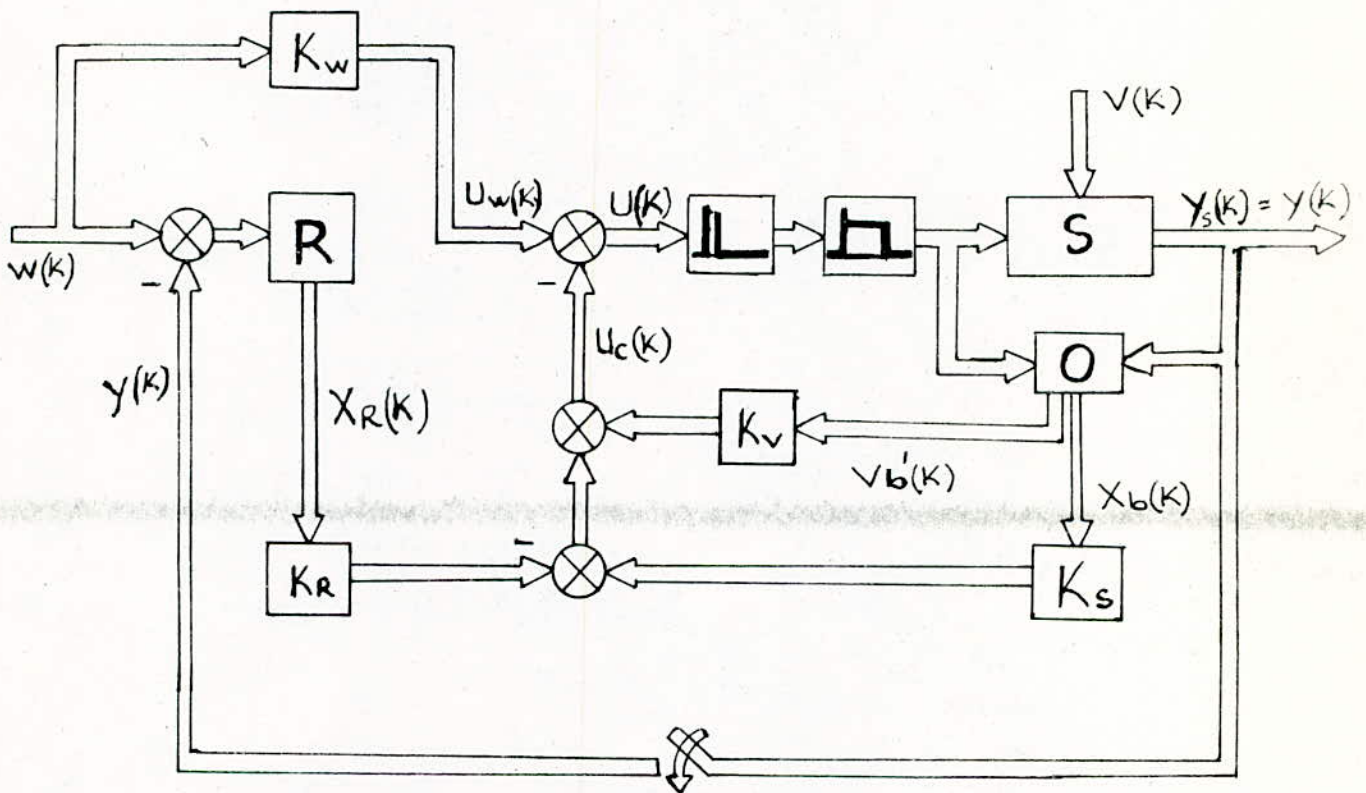 Kw
V(K)
Uw(K)
U(K)
Ys(K) = Y(K)
R
S
w(K)
-
-
Uc(K)
O
Y(K)
XR(K)
Kv
Vb'(K)
Xb(K)
-
KR
Ks